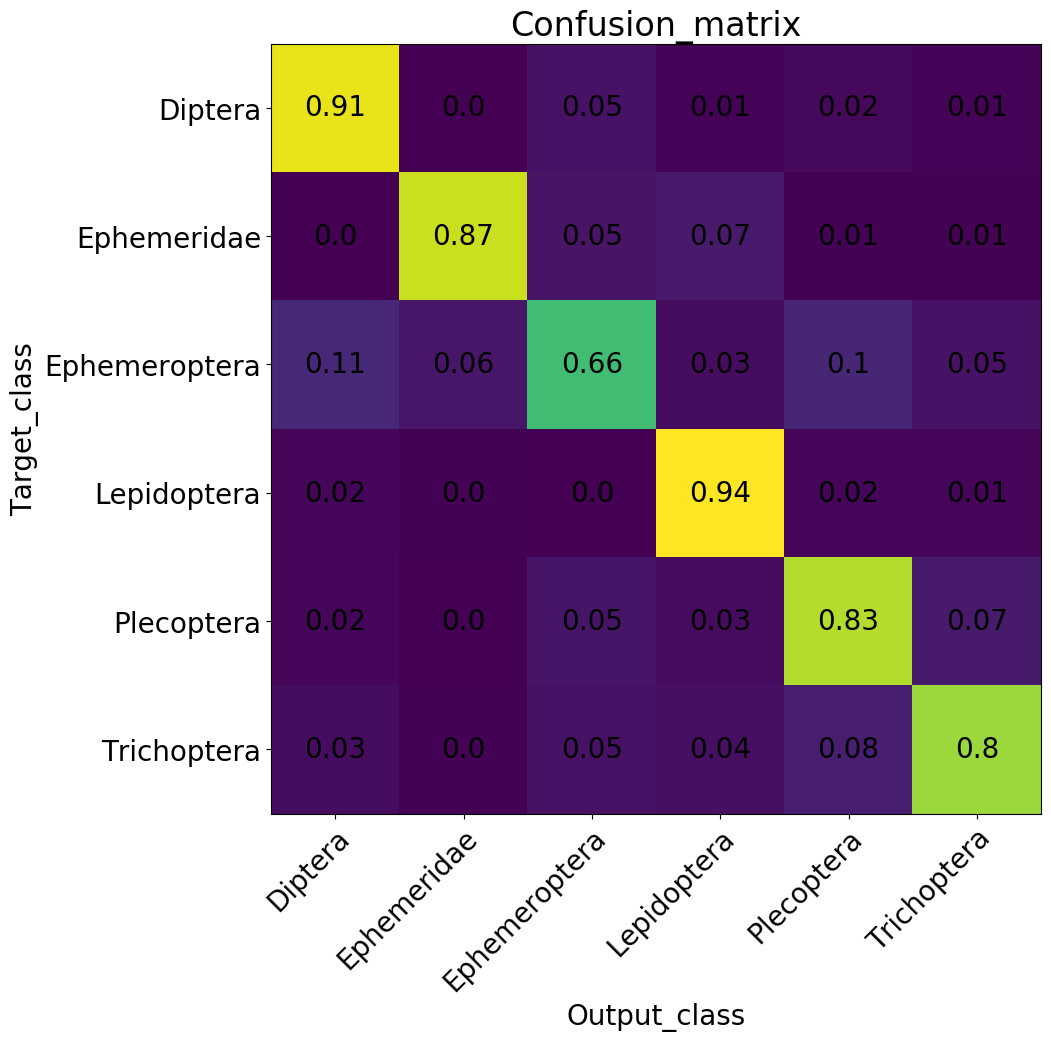 Confusion_matrix
Diptera 0.91 0.0 0.05 0.01 0.02 0.01
Ephemeridae 0.0 0.87 0.05 0.07 0.01 0.01
Ephemeroptera 0.11 0.06 0.66 0.03 0.1 0.05
Lepidoptera 0.02 0.0 0.0 0.94 0.02 0.01
Plecoptera 0.02 0.0 0.05 0.03 0.83 0.07
Trichoptera 0.03 0.0 0.05 0.04 0.08 0.8
Target_class
Diptera Ephemeridae Ephemeroptera Lepidoptera Plecoptera Trichoptera
Output_class